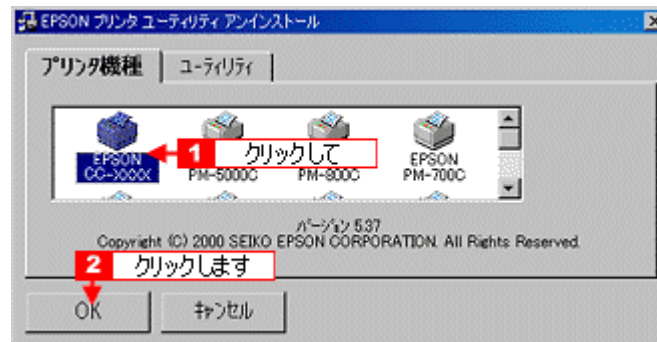 EPSON プリンタ ユーティリティ アンインストール
プリンタ機種 ユーティリティ
1 クリックして
EPSON CC-XXXX
PM-5000C
PM-800C
EPSON PM-700C
バージョン 5.37
Copyright (C) 2000 SEIKO EPSON CORPORATION. All Rights Reserved.
2 クリックします
OK キャンセル